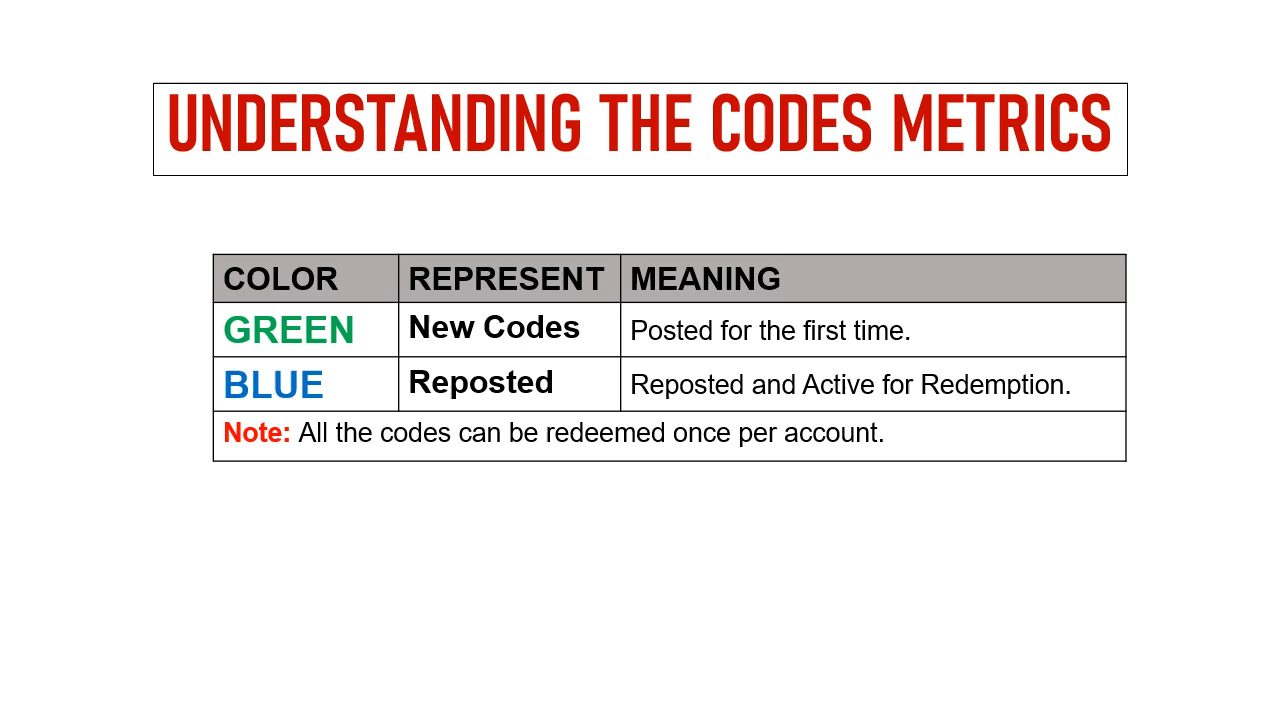 UNDERSTANDING THE CODES METRICS
COLOR REPRESENT MEANING
GREEN New Codes Posted for the first time.
BLUE Reposted Reposted and Active for Redemption.
Note: All the codes can be redeemed once per account.